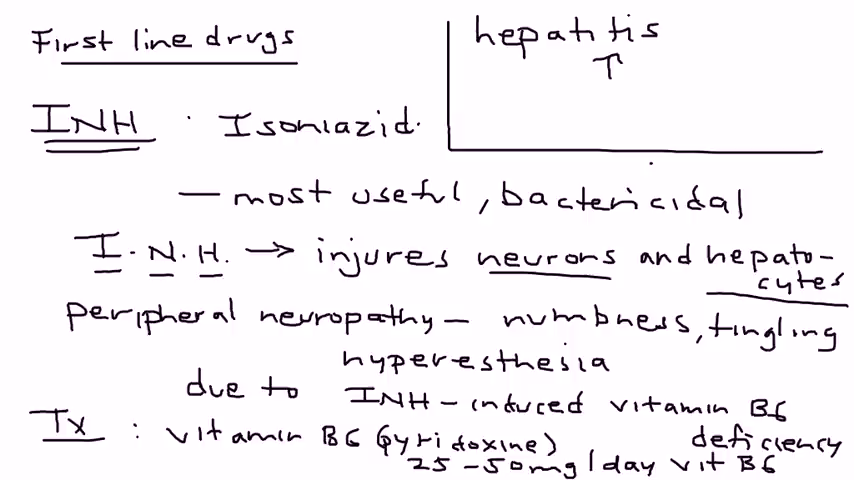 First line drugs
hepatitis
↑
INH . Isoniazid.
— most useful, bactericidal
I. N. H. → injures neurons and hepato-
cytes
peripheral neuropathy — numbness, tingling
hyperesthesia
due to INH-induced vitamin B6
deficiency
Tx : vitamin B6 (pyridoxine)
25-50mg/day vit B6